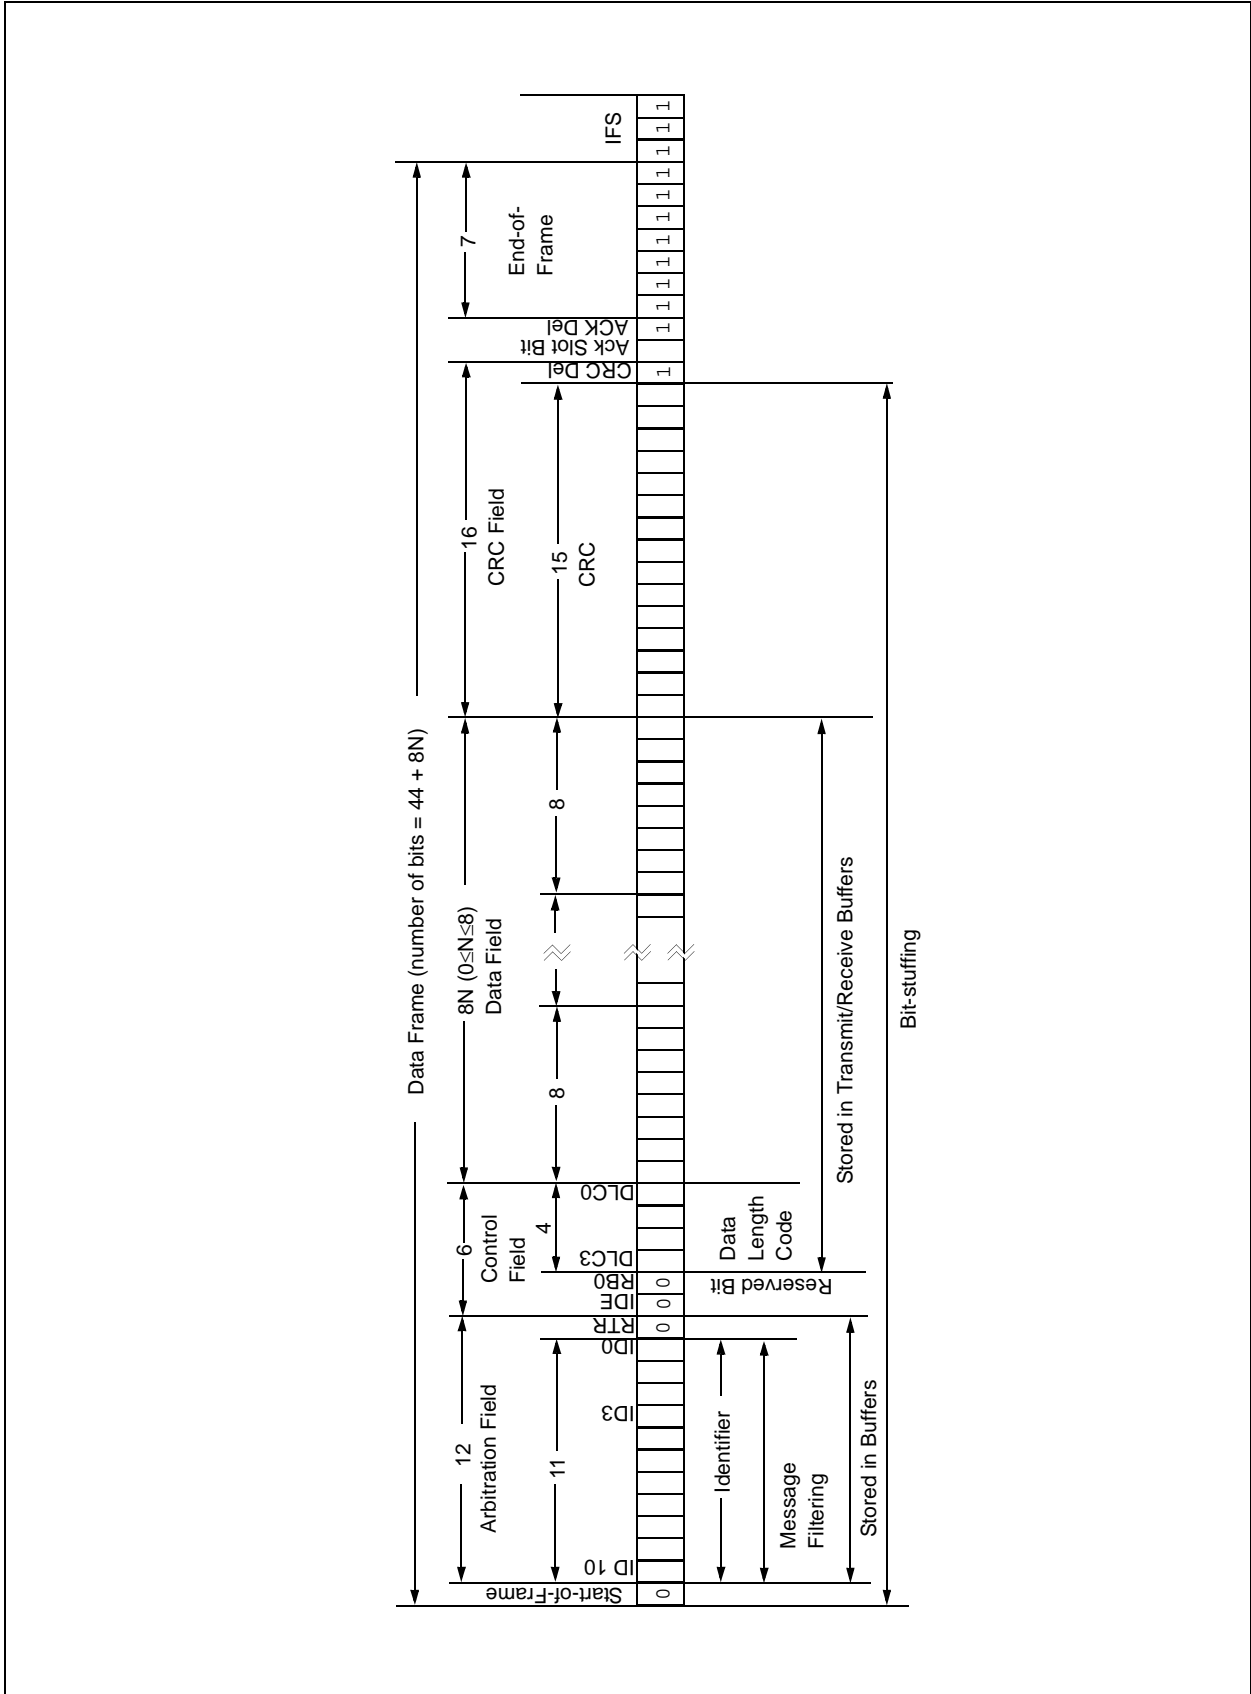 Data Frame (number of bits = 44 + 8N)
12
Arbitration Field
6
Control
Field
8N (0≤N≤8)
Data Field
16
CRC Field
7
End-of-
Frame
IFS
11
4
8
8
15
CRC
Start-of-Frame
ID 10
ID3
ID0
RTR
IDE
RB0
DLC3
DLC0
CRC Del
Ack Slot Bit
ACK Del
0
0
0
0
1
1
1
1
1
1
1
1
1
1
1
1
Identifier
Message
Filtering
Stored in Buffers
Reserved Bit
Data
Length
Code
Stored in Transmit/Receive Buffers
Bit-stuffing